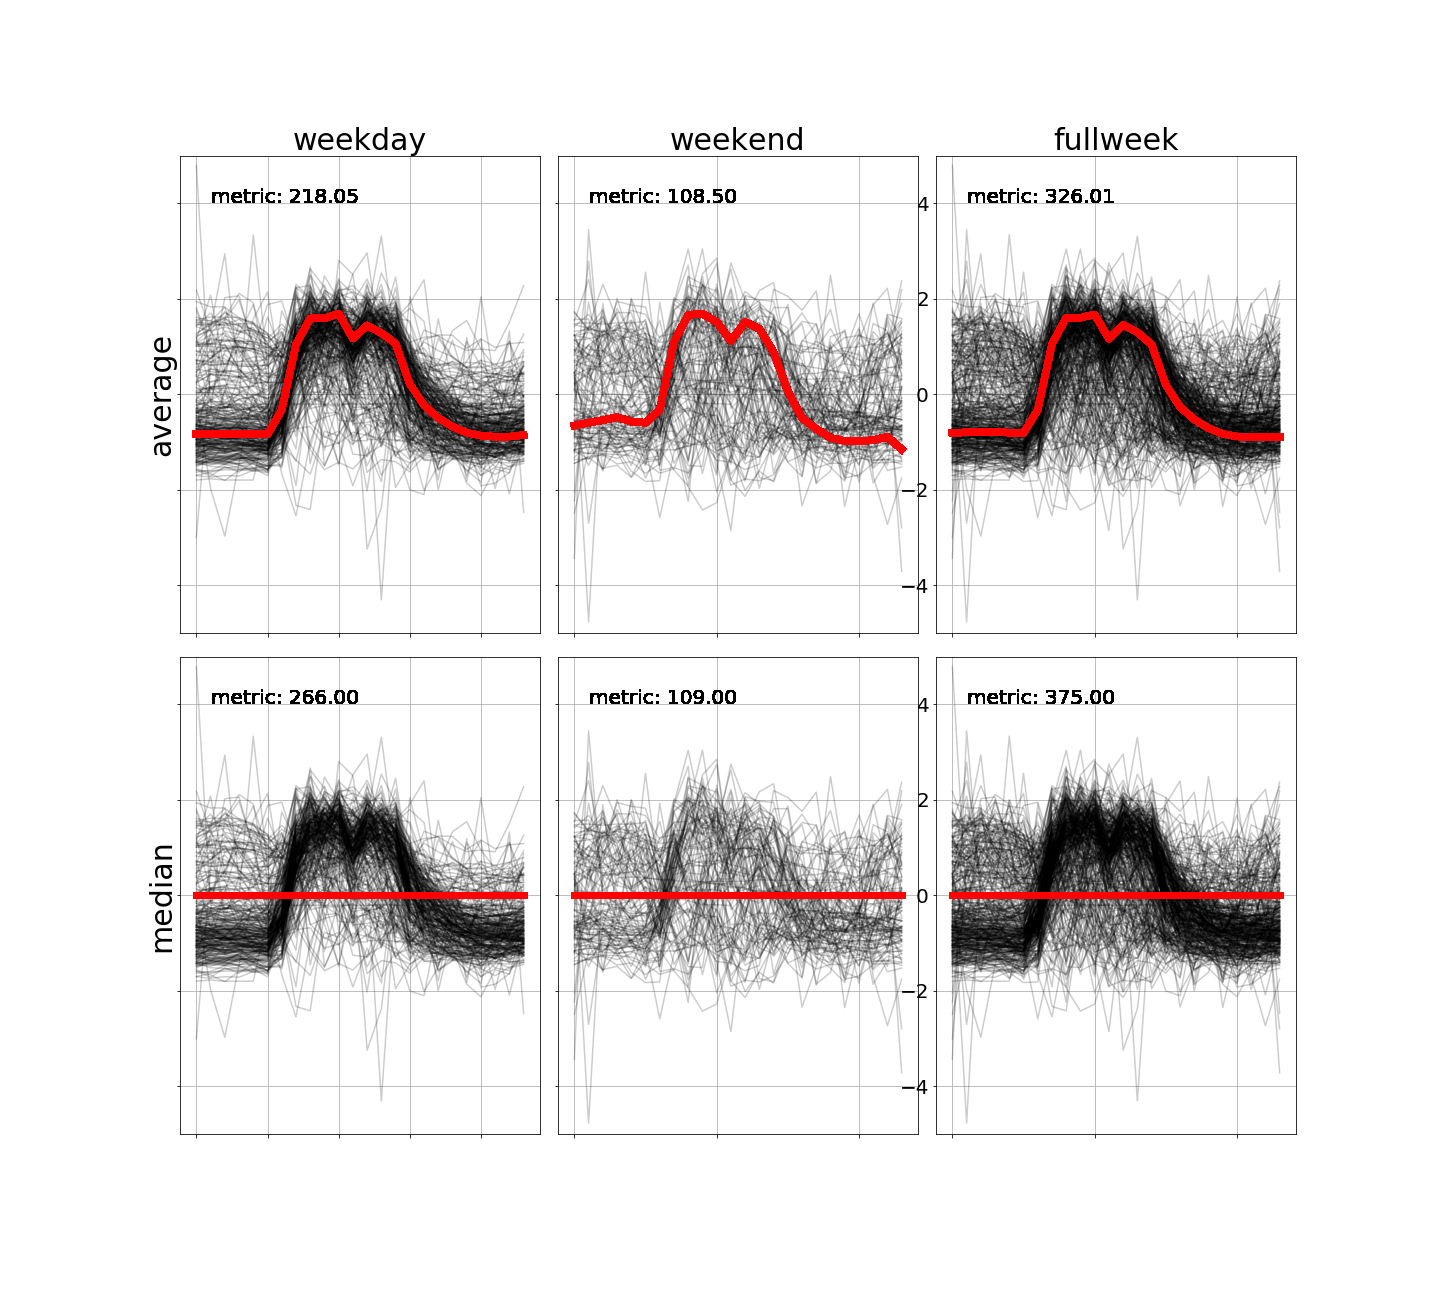 weekday
weekend
fullweek
average
metric: 218.05
metric: 108.50
metric: 326.01
4
2
0
−2
−4
median
metric: 266.00
metric: 109.00
metric: 375.00
4
2
0
−2
−4